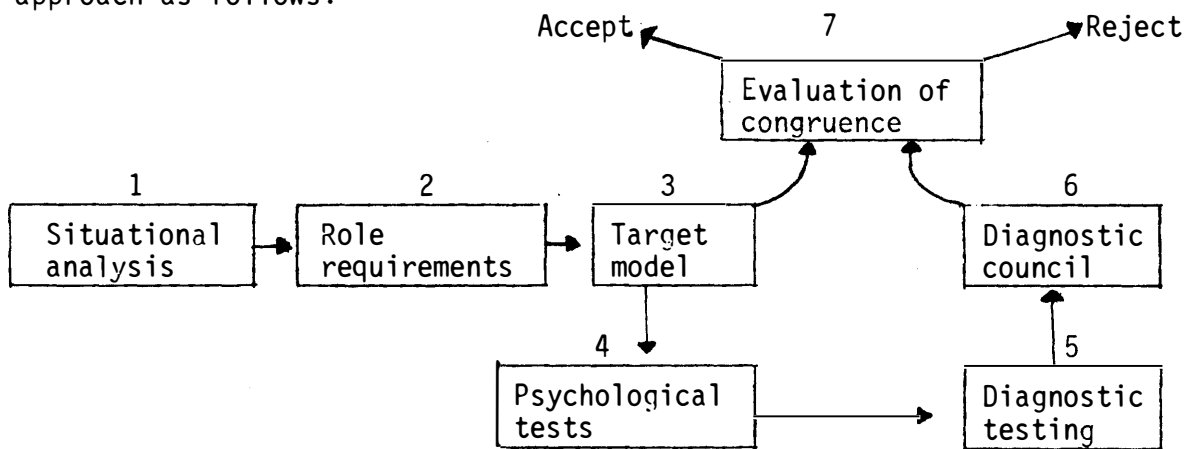 approach as follows:
Accept 7 Reject
Evaluation of
congruence
1 2 3 6
Situational Role Target Diagnostic
analysis requirements model council
4 5
Psychological Diagnostic
tests testing